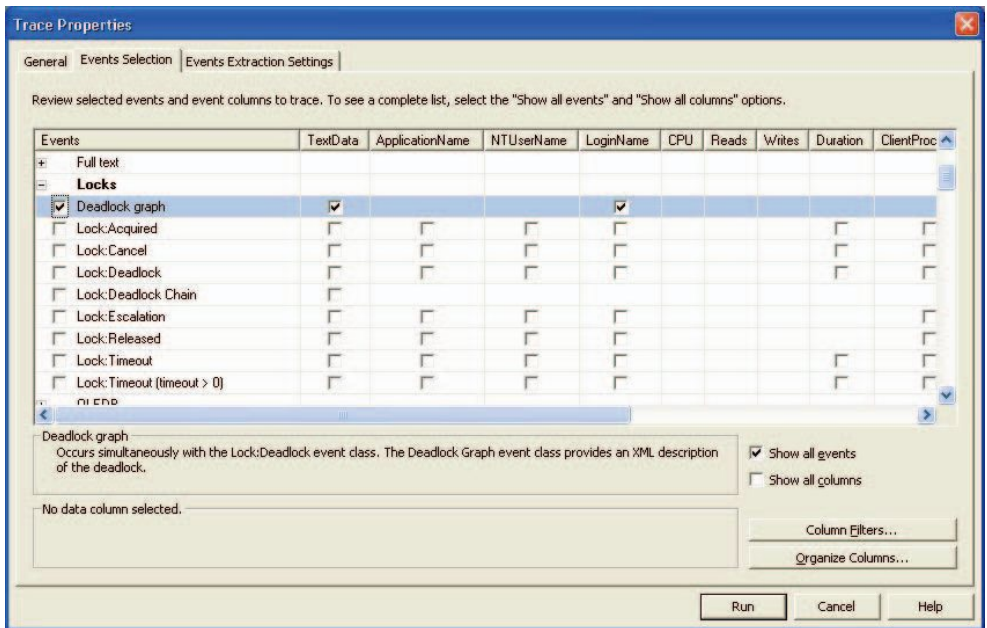 Trace Properties
General Events Selection Events Extraction Settings
Review selected events and event columns to trace. To see a complete list, select the "Show all events" and "Show all columns" options.
Events TextData ApplicationName NTUserName LoginName CPU Reads Writes Duration ClientProc
Full text
Locks
Deadlock graph
Lock:Acquired
Lock:Cancel
Lock:Deadlock
Lock:Deadlock Chain
Lock:Escalation
Lock:Released
Lock:Timeout
Lock:Timeout (timeout > 0)
OLEDB
Deadlock graph
Occurs simultaneously with the Lock:Deadlock event class. The Deadlock Graph event class provides an XML description
of the deadlock.
Show all events
Show all columns
No data column selected.
Column Filters...
Organize Columns...
Run Cancel Help